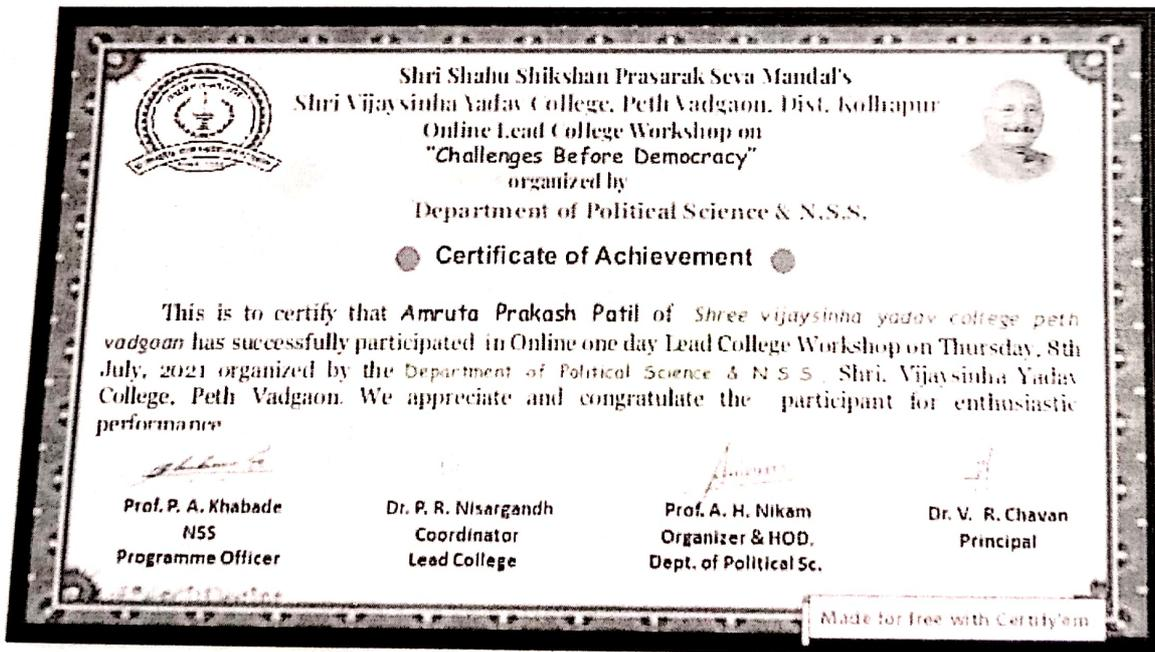 Shri Shahu Shikshan Prasarak Seva Mandal's
Shri Vijaysinha Yadav College, Peth Vadgaon, Dist. Kolhapur
Online Lead College Workshop on
"Challenges Before Democracy"
organized by
Department of Political Science & N.S.S.
Certificate of Achievement
This is to certify that Amruta Prakash Patil of Shree vijaysinha yadav college peth
vadgoan has successfully participated in Online one day Lead College Workshop on Thursday, 8th
July, 2021 organized by the Department of Political Science & N S S, Shri. Vijaysinha Yadav
College, Peth Vadgaon. We appreciate and congratulate the participant for enthusiastic
performance
Prof. P. A. Khabade
NSS
Programme Officer
Dr. P. R. Nisargandh
Coordinator
Lead College
Prof. A. H. Nikam
Organizer & HOD,
Dept. of Political Sc.
Dr. V. R. Chavan
Principal
Made for free with Certify'em